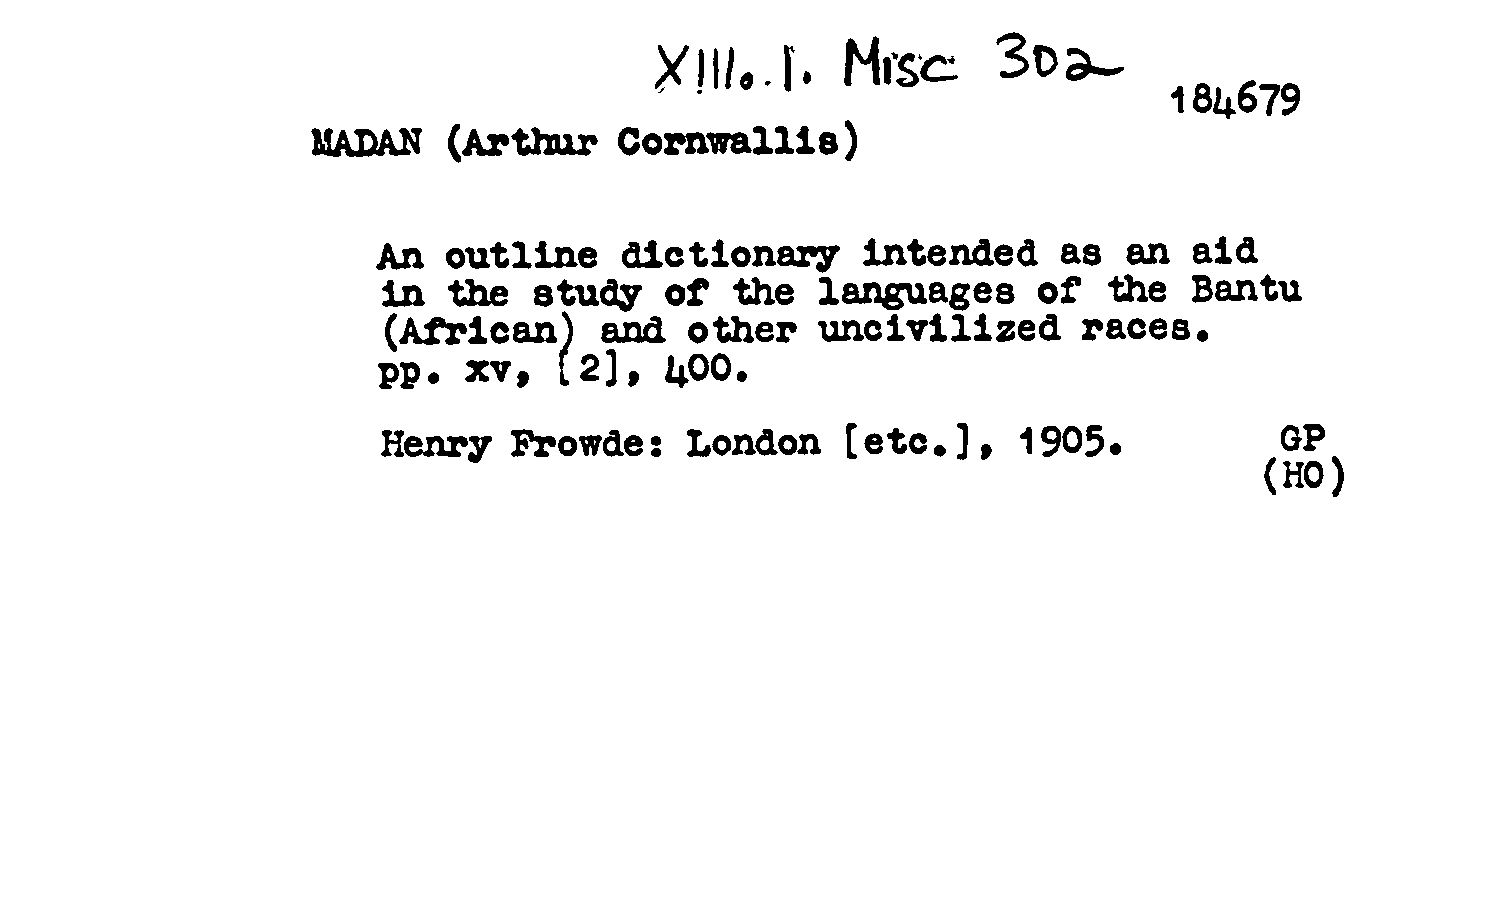 XIII. 1. Misc 302
184679
MADAN (Arthur Cornwallis)
An outline dictionary intended as an aid
in the study of the languages of the Bantu
(African) and other uncivilized races.
pp. xv, [2], 400.
Henry Frowde: London [etc.], 1905. GP
(HO)